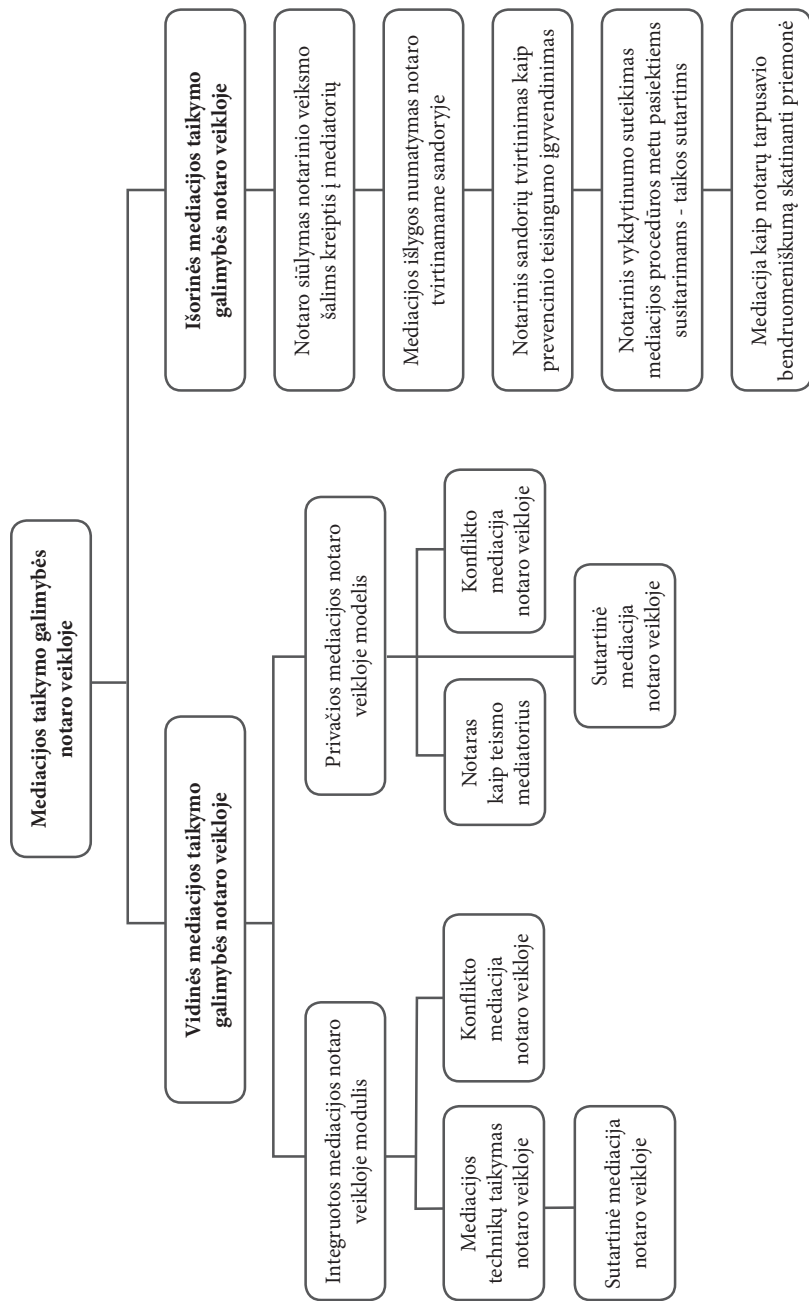 Mediacijos taikymo galimybės
notaro veikloje
Vidinės mediacijos taikymo
galimybės notaro veikloje
Integruotos mediacijos notaro
veikloje modulis
Mediacijos
technikų taikymas
notaro veikloje
Sutartinė mediacija
notaro veikloje
Konflikto
mediacija
notaro veikloje
Privačios mediacijos notaro
veikloje modelis
Notaras
kaip teismo
mediatorius
Konflikto
mediacija
notaro veikloje
Sutartinė
mediacija
notaro veikloje
Išorinės mediacijos taikymo
galimybės notaro veikloje
Notaro siūlymas notarinio veiksmo
šalims kreiptis į mediatorių
Mediacijos išlygos numatymas notaro
tvirtinamame sandoryje
Notarinis sandorių tvirtinimas kaip
prevencinio teisingumo įgyvendinimas
Notarinis vykdytinumo suteikimas
mediacijos procedūros metu pasiektiems
susitarimams - taikos sutartims
Mediacija kaip notarų tarpusavio
bendruomeniškumą skatinanti priemonė